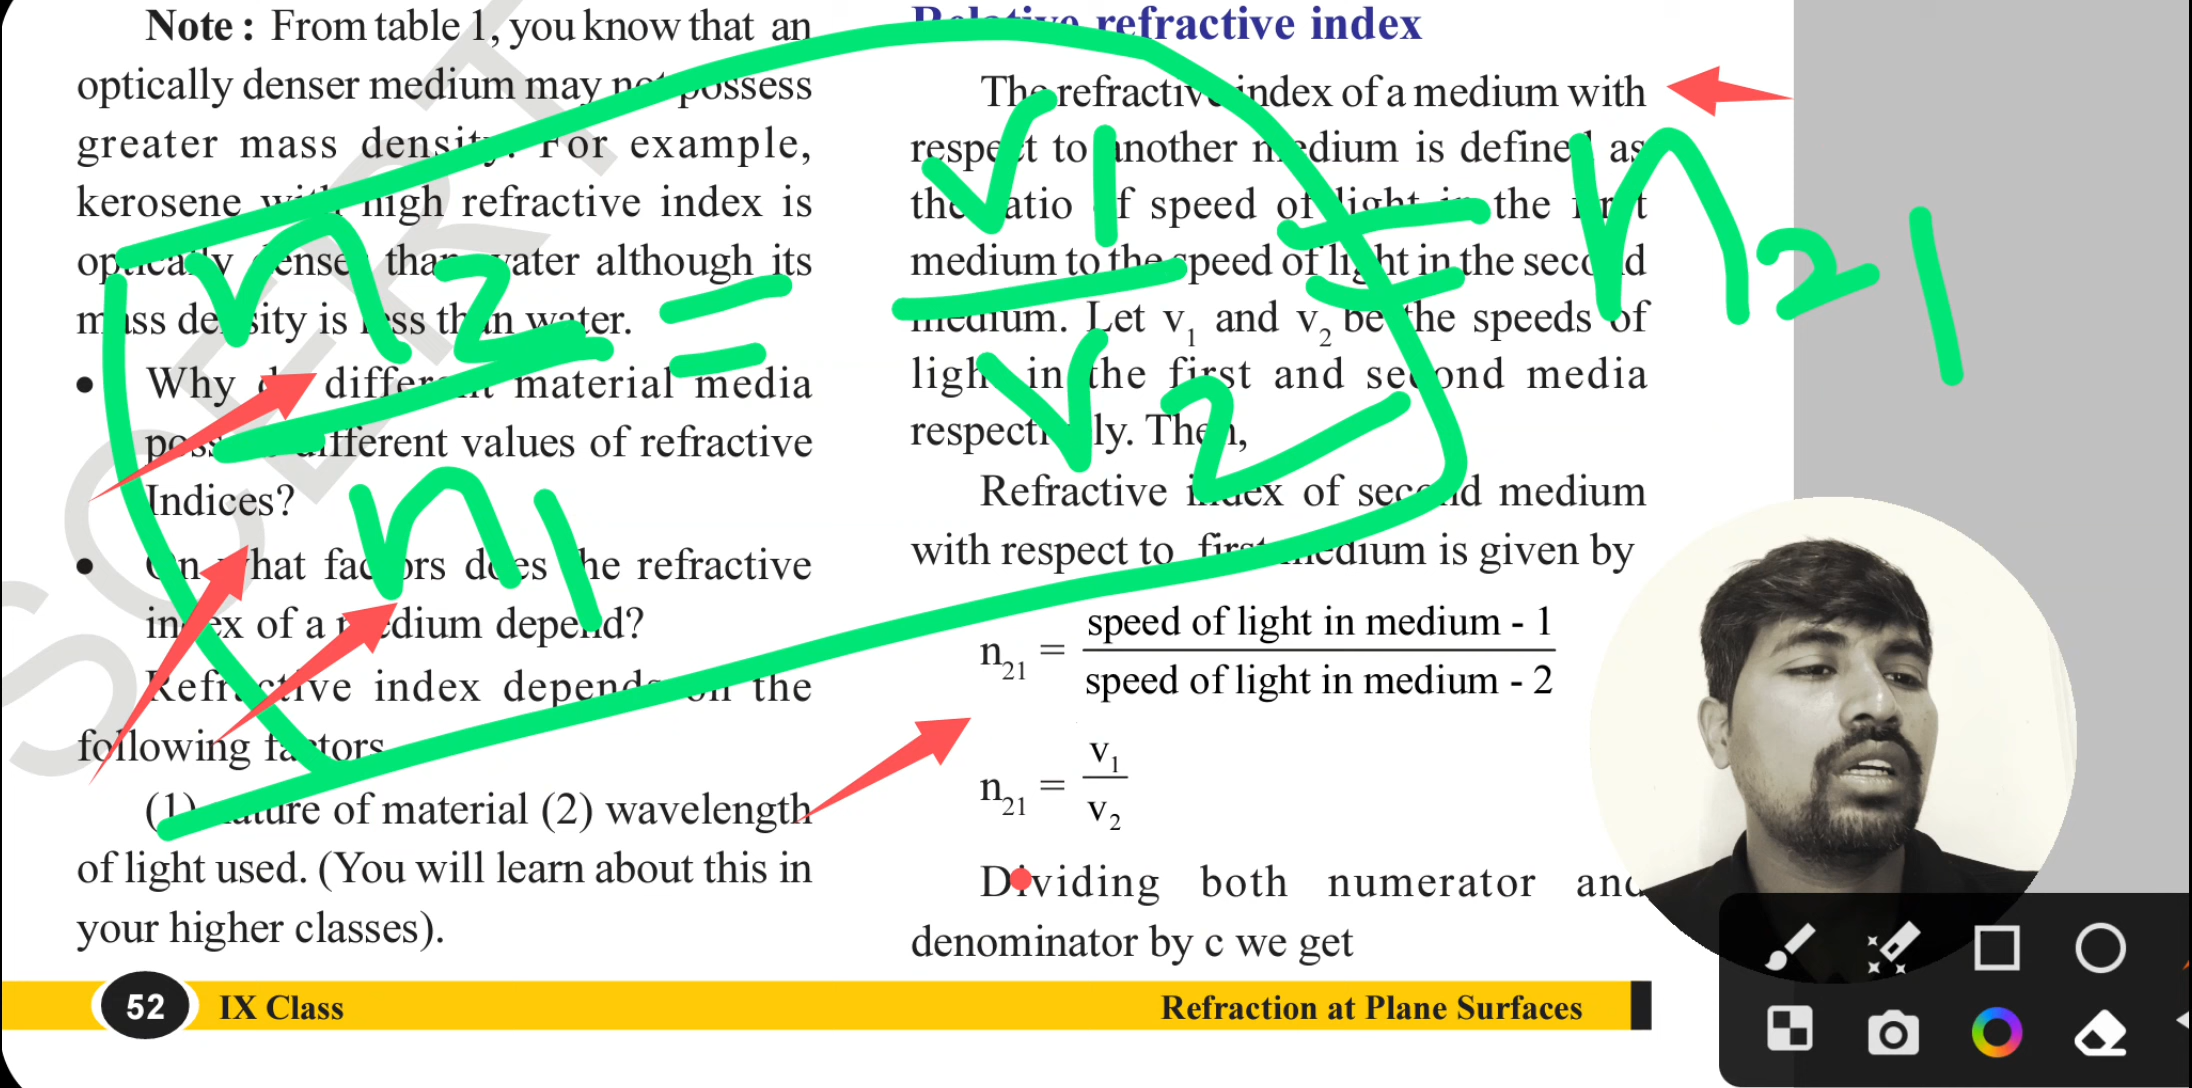 Note : From table 1, you know that an
optically denser medium may not possess
greater mass density. For example,
kerosene with high refractive index is
optically denser than water although its
mass density is less than water.
• Why do different material media
possess different values of refractive
Indices?
• On what factors does the refractive
index of a medium depend?
Refractive index depends on the
following factors.
(1) nature of material (2) wavelength
of light used. (You will learn about this in
your higher classes).
Relative refractive index
The refractive index of a medium with
respect to another medium is defined as
the ratio of speed of light in the first
medium to the speed of light in the second
medium. Let v₁ and v₂ be the speeds of
light in the first and second media
respectively. Then,
Refractive index of second medium
with respect to first medium is given by
n₂₁ = speed of light in medium - 1
speed of light in medium - 2
n₂₁ = v₁
v₂
Dividing both numerator and
denominator by c we get
n₂ / n₁ = v₁ / v₂ = n₂₁
SCERT
52 IX Class Refraction at Plane Surfaces